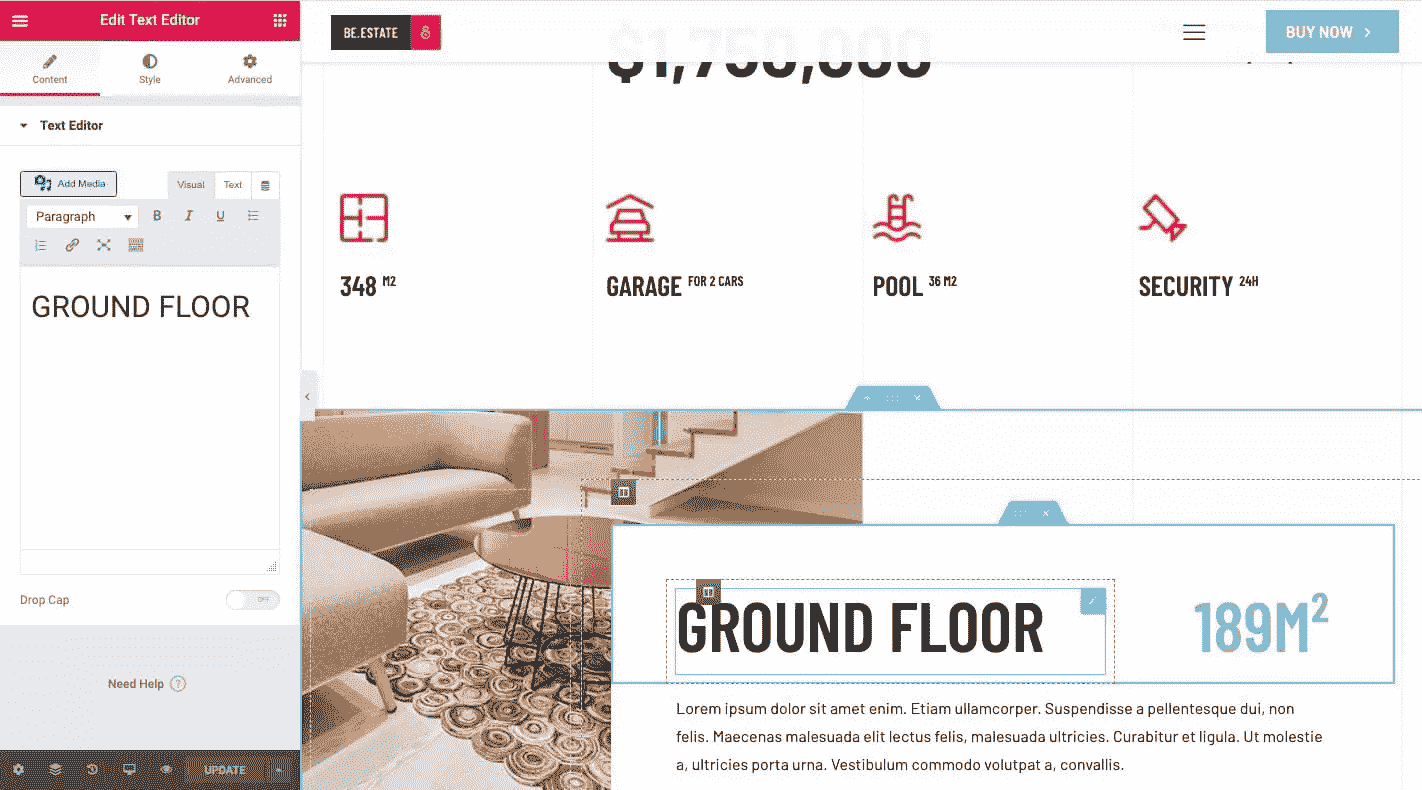 Edit Text Editor
Content
Style
Advanced
Text Editor
Add Media
Visual
Text
Paragraph
B
I
U
GROUND FLOOR
Drop Cap
OFF
Need Help ?
UPDATE
BE.ESTATE
BUY NOW
$1,750,000
348 M2
GARAGE FOR 2 CARS
POOL 36 M2
SECURITY 24H
GROUND FLOOR
189M2
Lorem ipsum dolor sit amet enim. Etiam ullamcorper. Suspendisse a pellentesque dui, non
felis. Maecenas malesuada elit lectus felis, malesuada ultricies. Curabitur et ligula. Ut molestie
a, ultricies porta urna. Vestibulum commodo volutpat a, convallis.